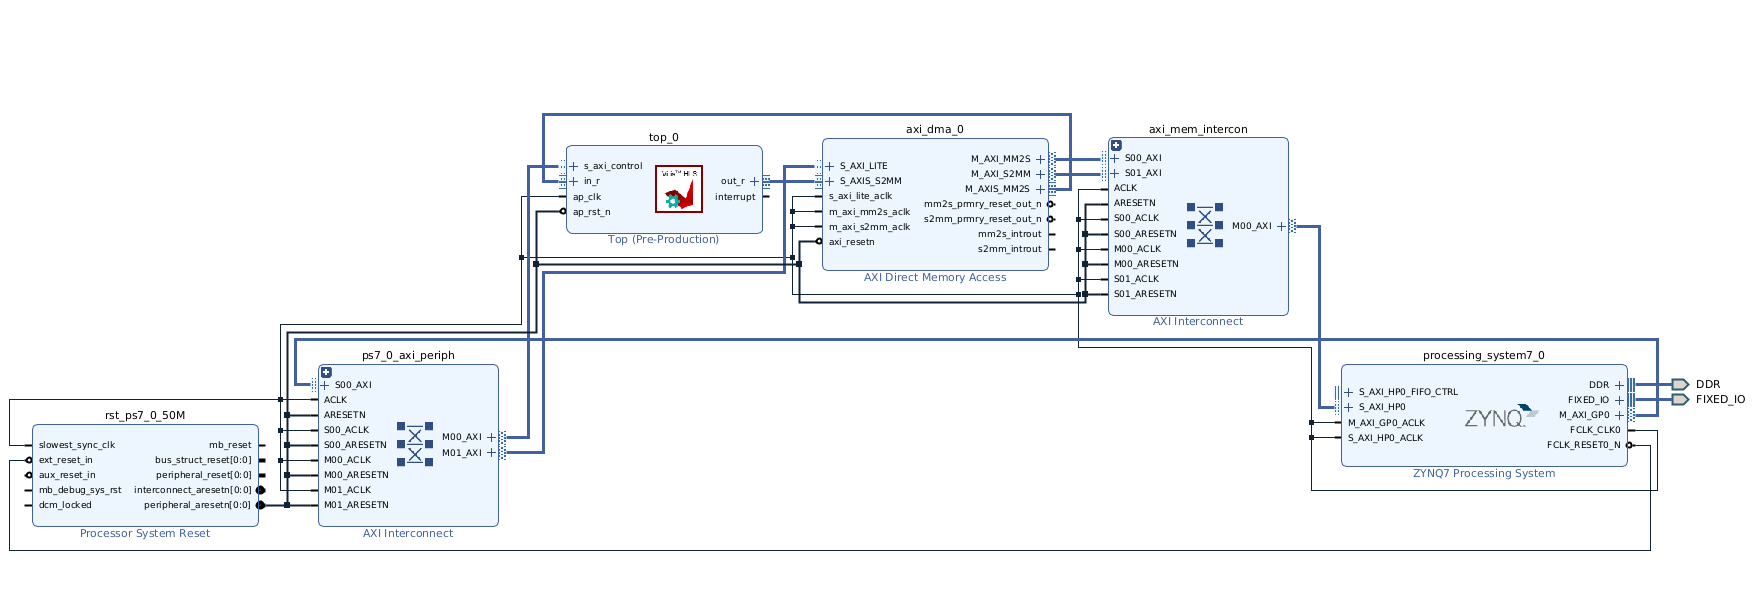 top_0
s_axi_control
in_r
ap_clk
ap_rst_n
out_r
interrupt
Top (Pre-Production)
axi_dma_0
S_AXI_LITE
S_AXIS_S2MM
s_axi_lite_aclk
m_axi_mm2s_aclk
m_axi_s2mm_aclk
axi_resetn
M_AXI_MM2S
M_AXI_S2MM
M_AXIS_MM2S
mm2s_prmry_reset_out_n
s2mm_prmry_reset_out_n
mm2s_introut
s2mm_introut
AXI Direct Memory Access
axi_mem_intercon
S00_AXI
S01_AXI
ACLK
ARESETN
S00_ACLK
S00_ARESETN
M00_ACLK
M00_ARESETN
S01_ACLK
S01_ARESETN
M00_AXI
AXI Interconnect
rst_ps7_0_50M
slowest_sync_clk
ext_reset_in
aux_reset_in
mb_debug_sys_rst
dcm_locked
mb_reset
bus_struct_reset[0:0]
peripheral_reset[0:0]
interconnect_aresetn[0:0]
peripheral_aresetn[0:0]
Processor System Reset
ps7_0_axi_periph
S00_AXI
ACLK
ARESETN
S00_ACLK
S00_ARESETN
M00_ACLK
M00_ARESETN
M01_ACLK
M01_ARESETN
M00_AXI
M01_AXI
AXI Interconnect
processing_system7_0
S_AXI_HP0_FIFO_CTRL
S_AXI_HP0
M_AXI_GP0_ACLK
S_AXI_HP0_ACLK
ZYNQ
DDR
FIXED_IO
M_AXI_GP0
FCLK_CLK0
FCLK_RESET0_N
ZYNQ7 Processing System
DDR
FIXED_IO